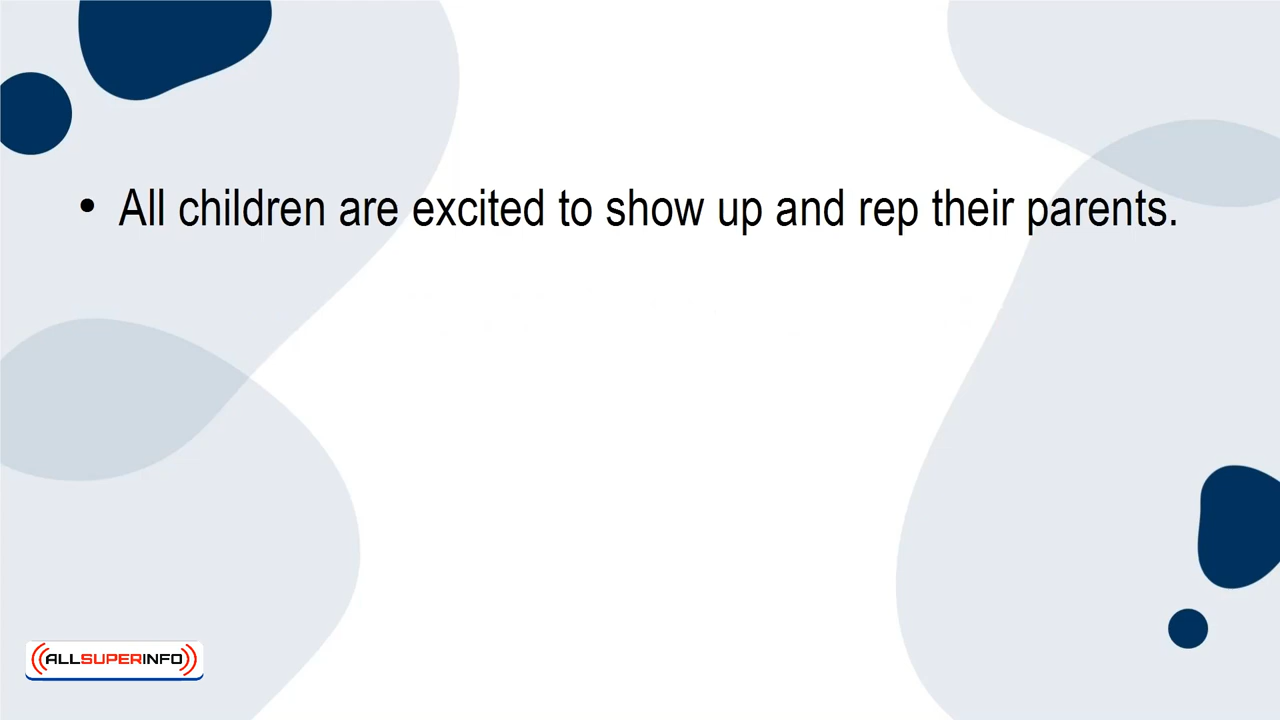 • All children are excited to show up and rep their parents.
ALLSUPERINFO